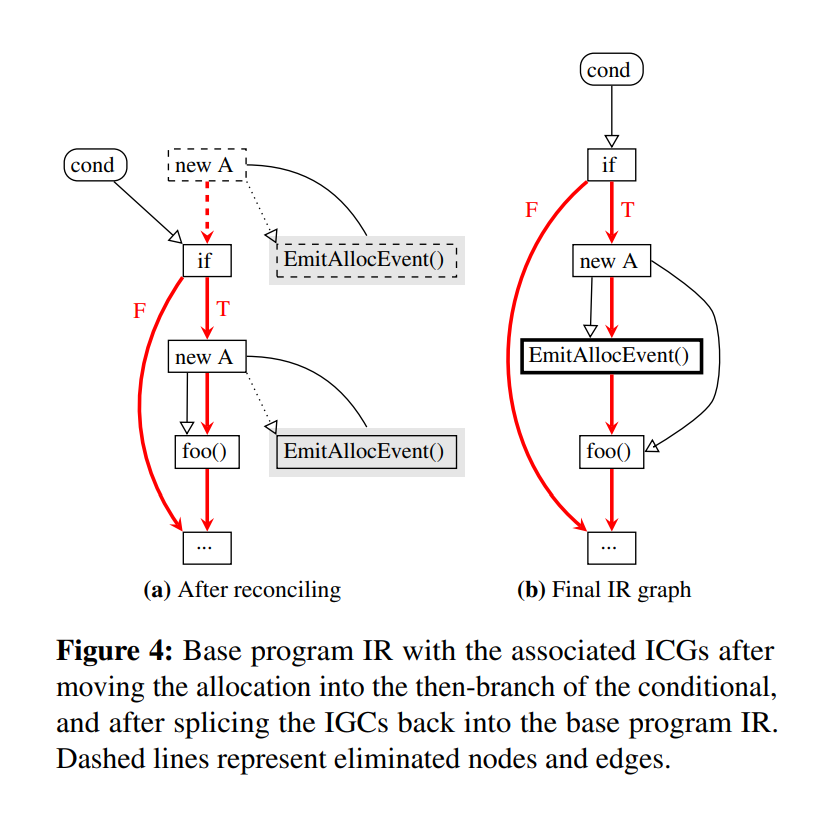 cond
new A
EmitAllocEvent()
if
F
T
new A
foo()
EmitAllocEvent()
...
(a) After reconciling
cond
if
F
T
new A
EmitAllocEvent()
foo()
...
(b) Final IR graph
Figure 4: Base program IR with the associated ICGs after
moving the allocation into the then-branch of the conditional,
and after splicing the IGCs back into the base program IR.
Dashed lines represent eliminated nodes and edges.